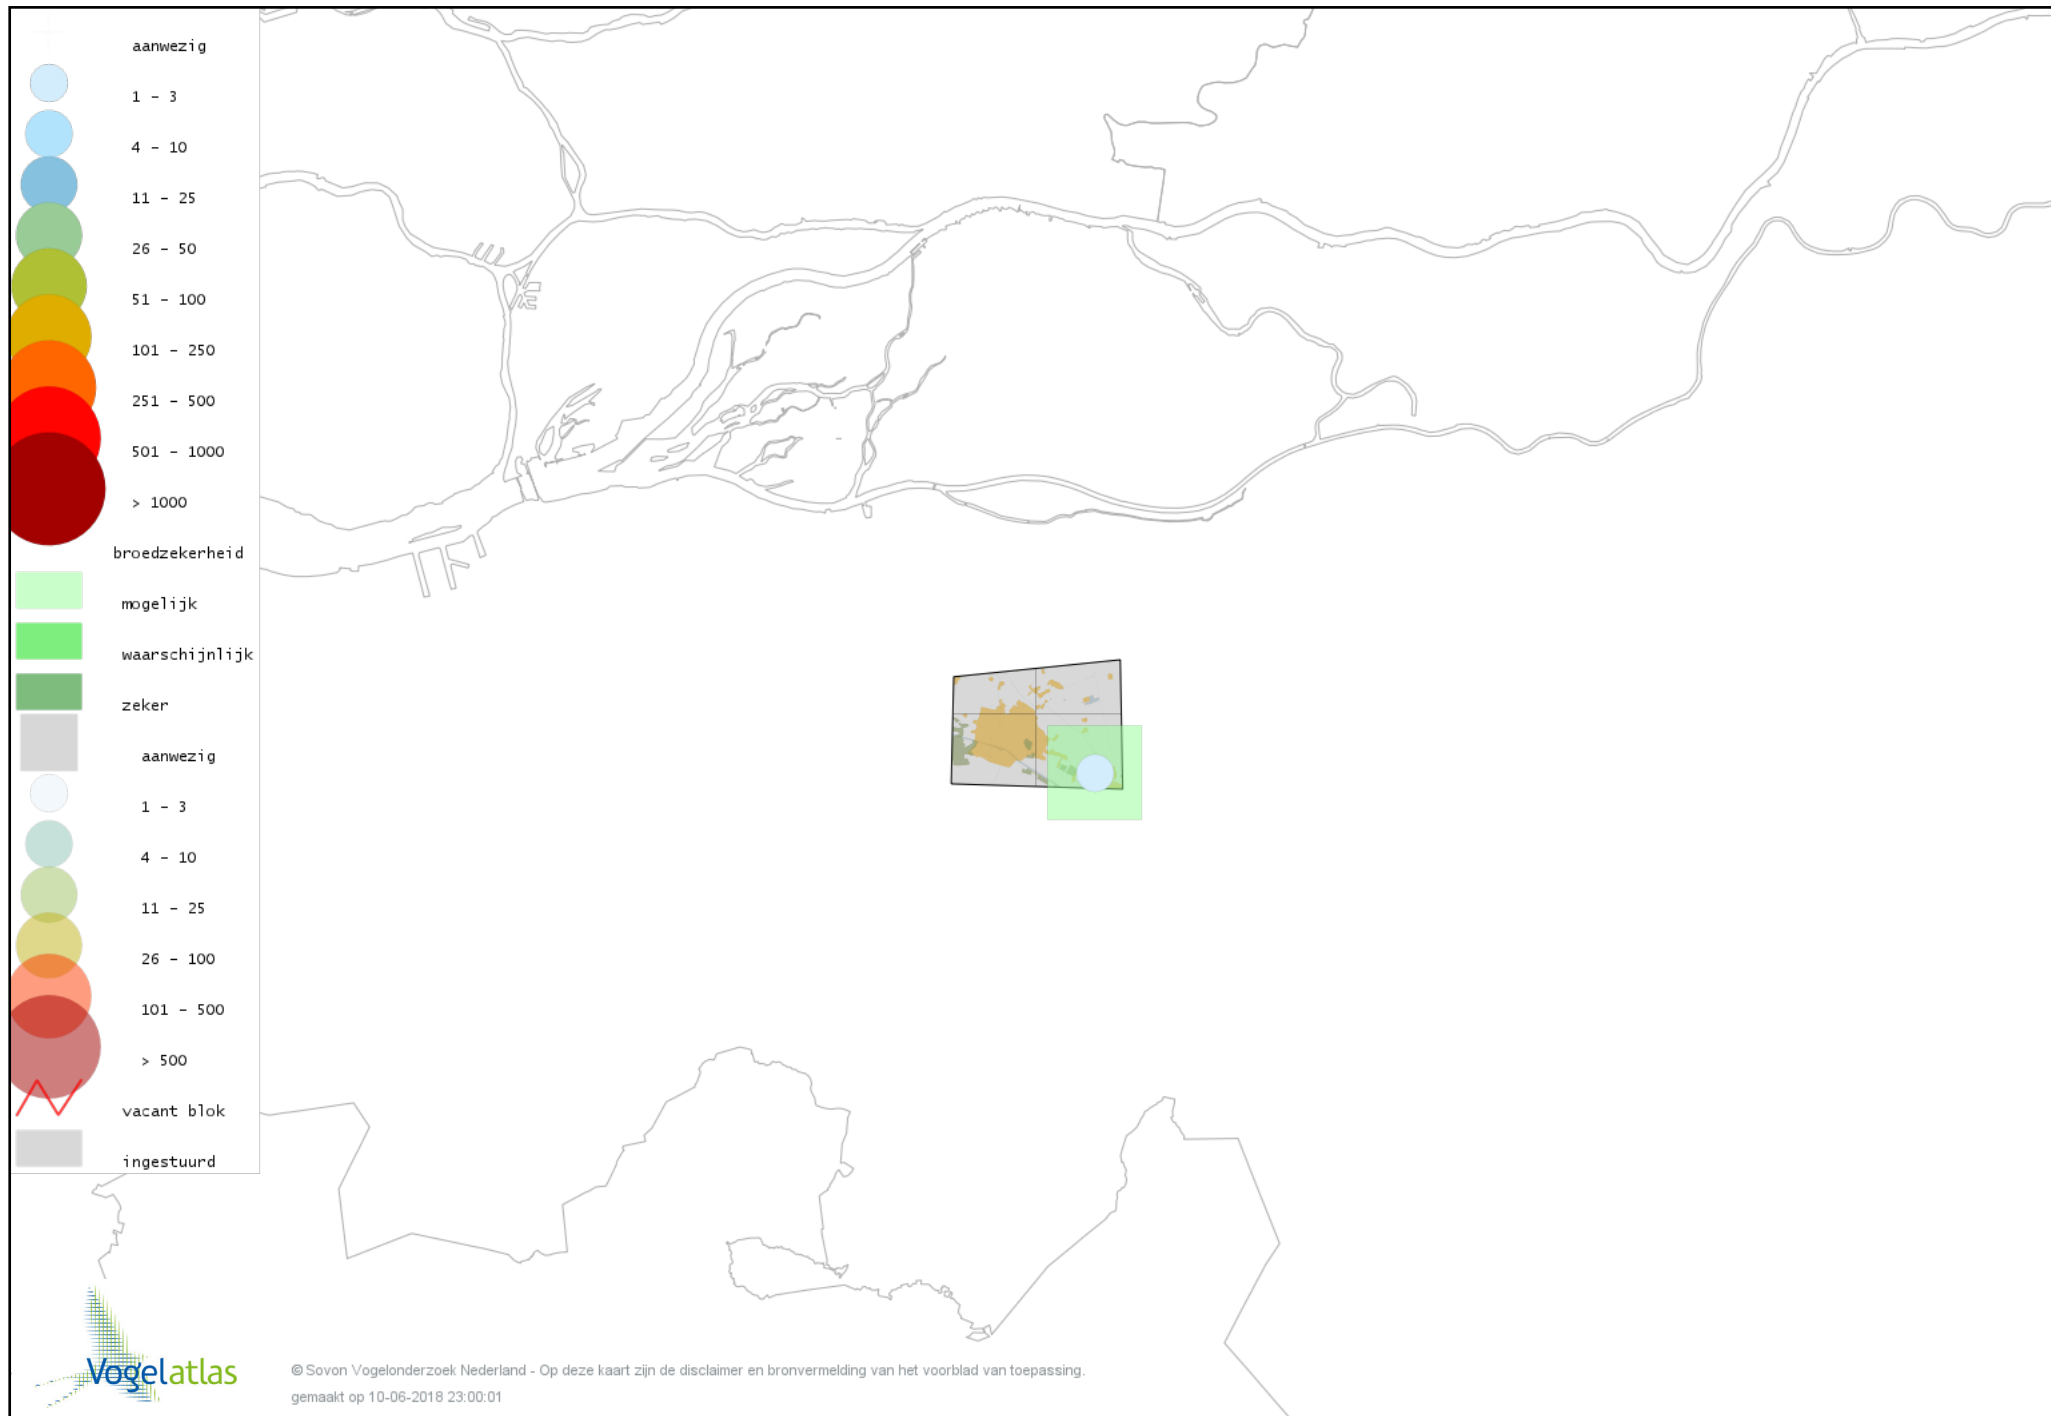 aanwezig
1 – 3
4 – 10
11 – 25
26 – 50
51 – 100
101 – 250
251 – 500
501 – 1000
> 1000
broedzekerheid
mogelijk
waarschijnlijk
zeker
aanwezig
1 – 3
4 – 10
11 – 25
26 – 100
101 – 500
> 500
vacant blok
ingestuurd
Vogelatlas
© Sovon Vogelonderzoek Nederland - Op deze kaart zijn de disclaimer en bronvermelding van het voorblad van toepassing.
gemaakt op 10-06-2018 23:00:01